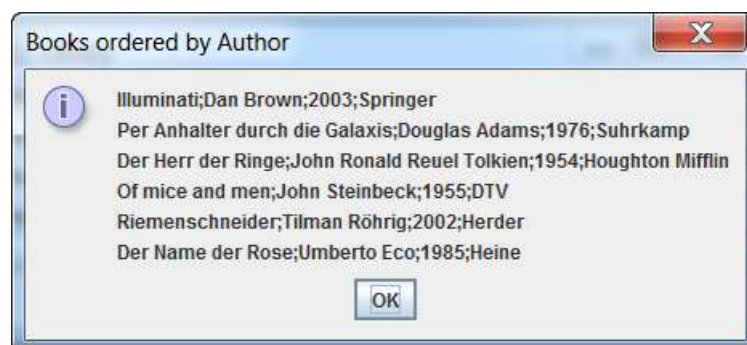 Books ordered by Author
Illuminati;Dan Brown;2003;Springer
Per Anhalter durch die Galaxis;Douglas Adams;1976;Suhrkamp
Der Herr der Ringe;John Ronald Reuel Tolkien;1954;Houghton Mifflin
Of mice and men;John Steinbeck;1955;DTV
Riemenschneider;Tilman Röhrig;2002;Herder
Der Name der Rose;Umberto Eco;1985;Heine
OK